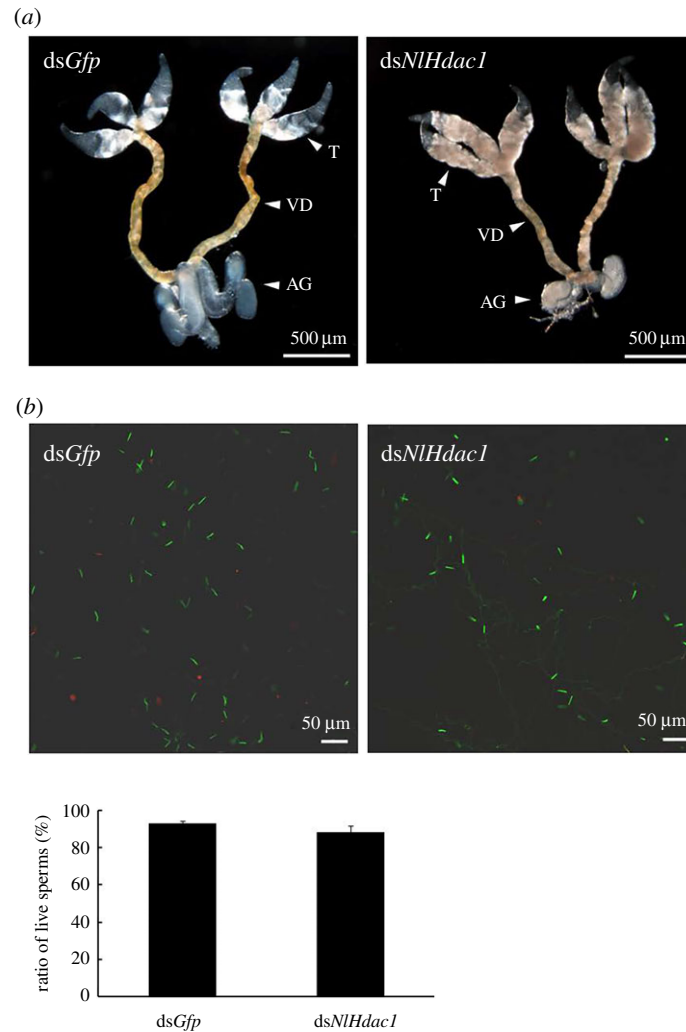 (a)
dsGfp
T
VD
AG
500 µm
dsNlHdac1
T
VD
AG
500 µm
(b)
dsGfp
50 µm
dsNlHdac1
50 µm
ratio of live sperms (%)
100
80
60
40
20
0
dsGfp
dsNlHdac1